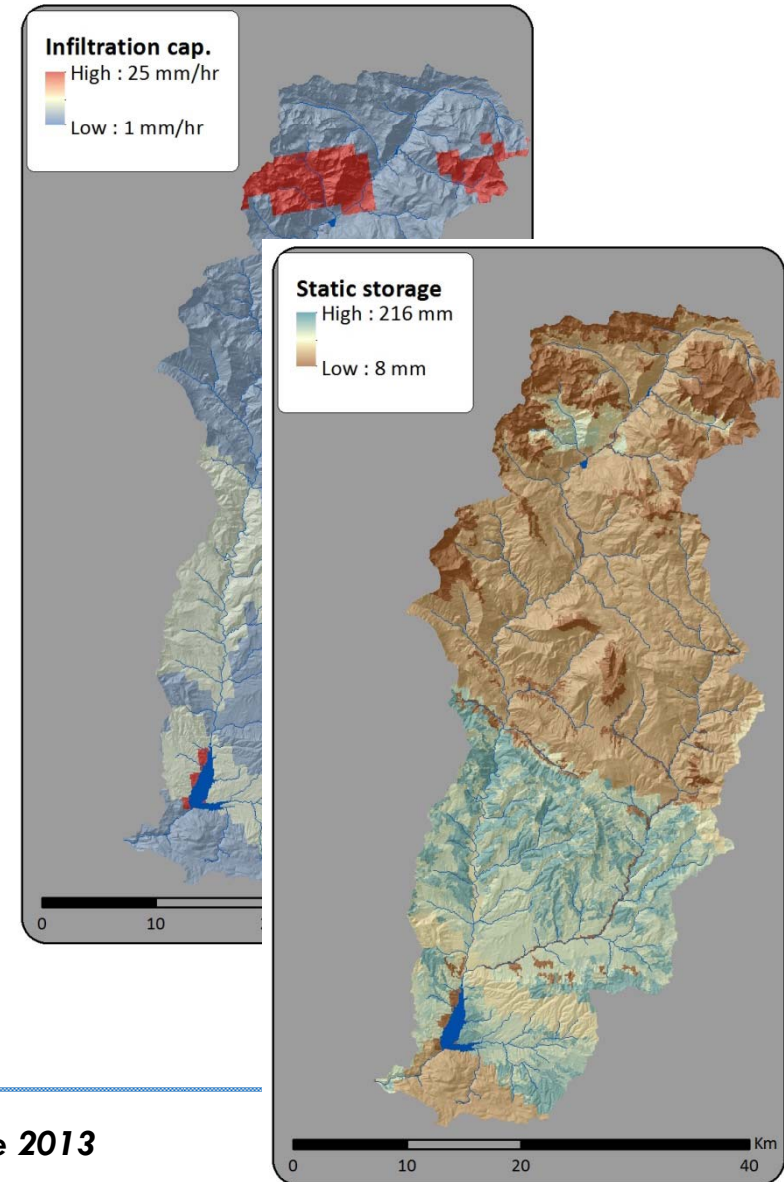 Infiltration cap.
High : 25 mm/hr
Low : 1 mm/hr
0 10
Static storage
High : 216 mm
Low : 8 mm
Km
0 10 20 40
2013